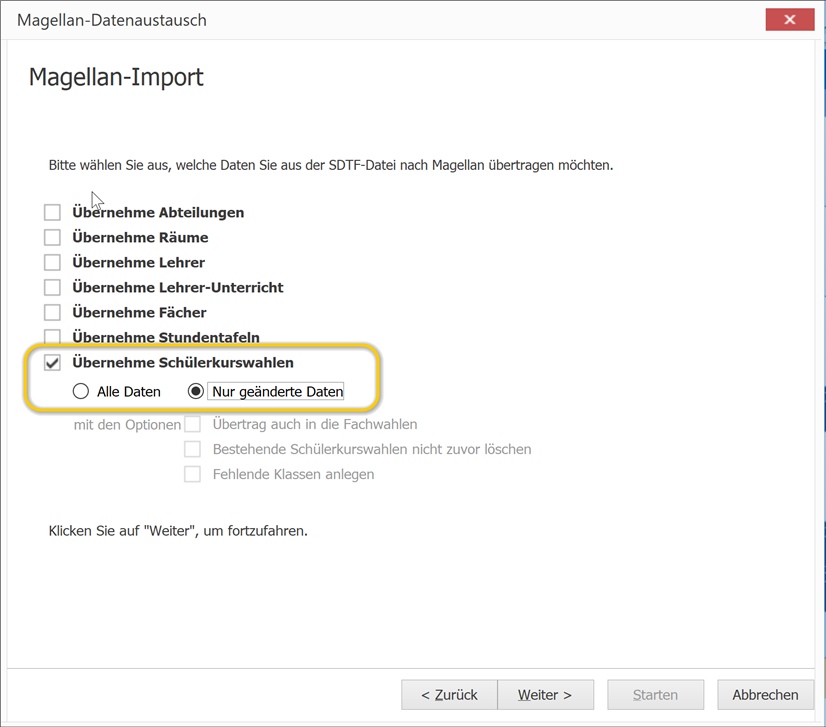 Magellan-Datenaustausch
Magellan-Import
Bitte wählen Sie aus, welche Daten Sie aus der SDTF-Datei nach Magellan übertragen möchten.
Übernehme Abteilungen
Übernehme Räume
Übernehme Lehrer
Übernehme Lehrer-Unterricht
Übernehme Fächer
Übernehme Stundentafeln
Übernehme Schülerkurswahlen
Alle Daten Nur geänderte Daten
mit den Optionen Übertrag auch in die Fachwahlen
Bestehende Schülerkurswahlen nicht zuvor löschen
Fehlende Klassen anlegen
Klicken Sie auf "Weiter", um fortzufahren.
< Zurück Weiter > Starten Abbrechen